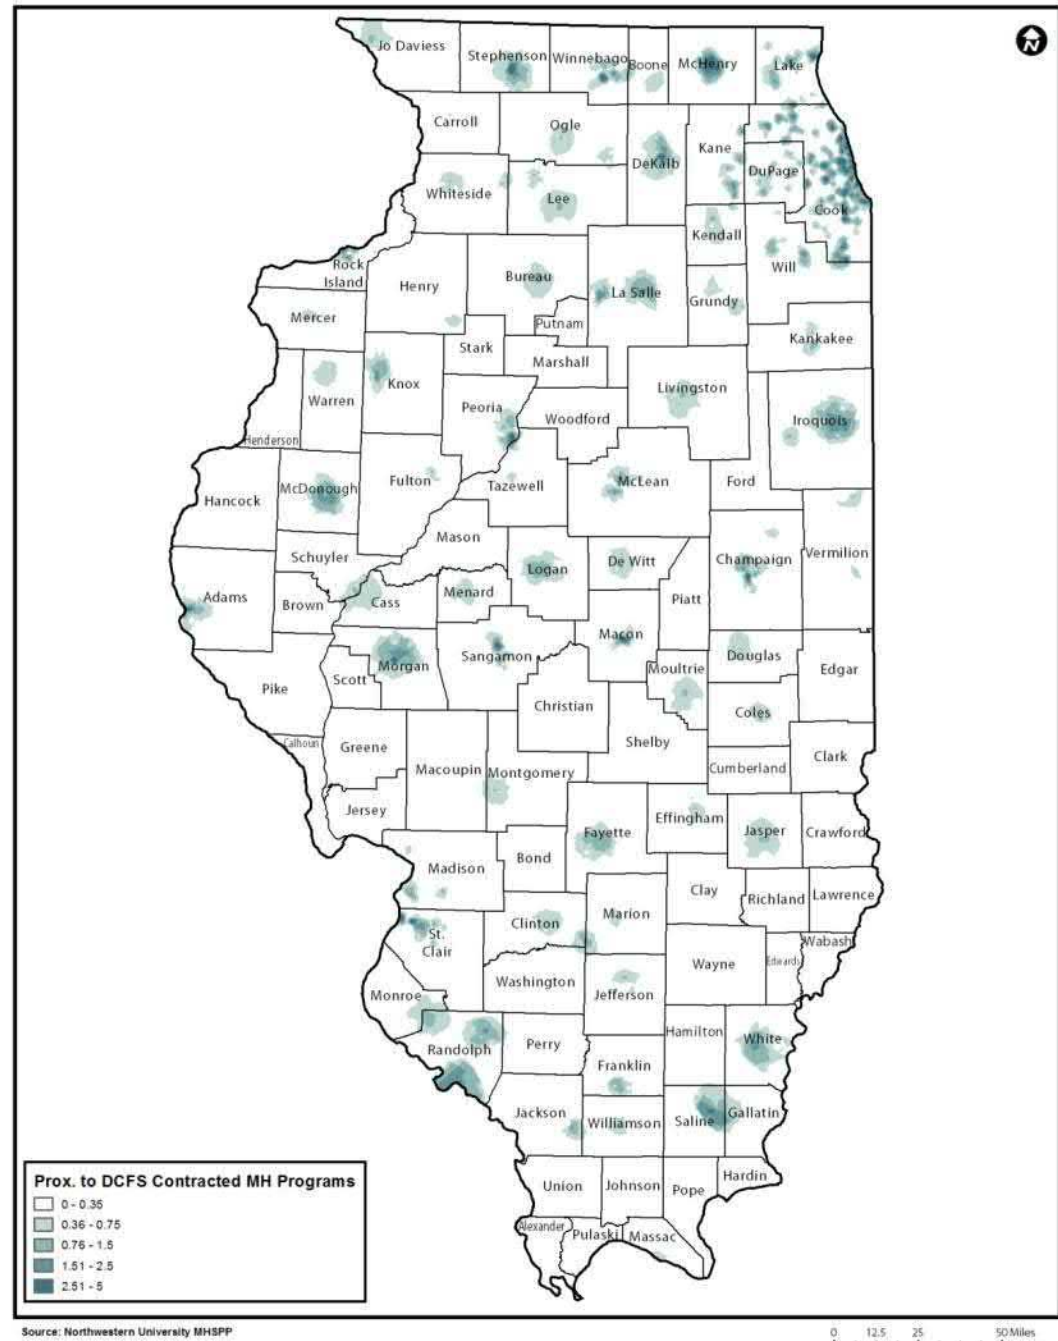 N
Jo Daviess
Stephenson
Winnebago
Boone
McHenry
Lake
Carroll
Ogle
DeKalb
Kane
DuPage
Cook
Whiteside
Lee
Kendall
Will
Rock
Island
Henry
Bureau
La Salle
Grundy
Mercer
Putnam
Kankakee
Stark
Marshall
Knox
Warren
Peoria
Livingston
Woodford
Iroquois
Henderson
Hancock
McDonough
Fulton
Tazewell
McLean
Ford
Mason
Schuyler
Logan
De Witt
Champaign
Vermilion
Adams
Brown
Cass
Menard
Piatt
Macon
Sangamon
Morgan
Scott
Pike
Moultrie
Douglas
Edgar
Christian
Coles
Calhoun
Greene
Shelby
Macoupin
Montgomery
Cumberland
Clark
Jersey
Effingham
Fayette
Jasper
Crawford
Madison
Bond
Clay
Richland
Lawrence
Clinton
Marion
St.
Clair
Wabash
Wayne
Edwards
Washington
Monroe
Jefferson
Hamilton
White
Randolph
Perry
Franklin
Jackson
Williamson
Saline
Gallatin
Union
Johnson
Pope
Hardin
Alexander
Pulaski
Massac
Prox. to DCFS Contracted MH Programs
0 - 0.35
0.36 - 0.75
0.76 - 1.5
1.51 - 2.5
2.51 - 5
Source: Northwestern University MHSPP
0 12.5 25 50 Miles